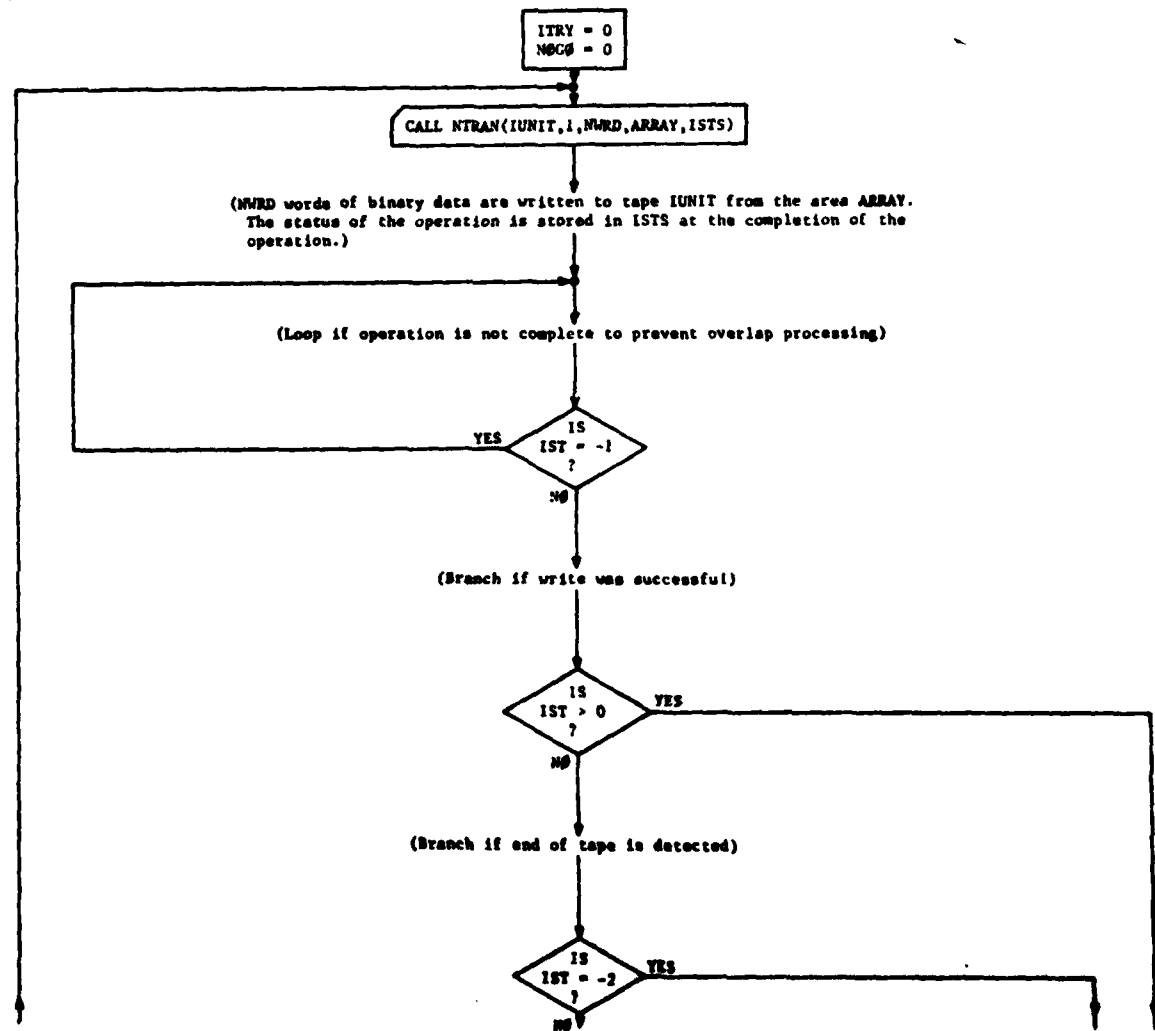 ITRY = 0
NØGØ = 0
CALL NTRAN(IUNIT,1,NWRD,ARRAY,ISTS)
(NWRD words of binary data are written to tape IUNIT from the area ARRAY.
The status of the operation is stored in ISTS at the completion of the
operation.)
(Loop if operation is not complete to prevent overlap processing)
IS
YES
IST = -1
?
NØ
(Branch if write was successful)
IS
YES
IST > 0
?
NØ
(Branch if end of tape is detected)
IS
YES
IST = -2
?
NØ